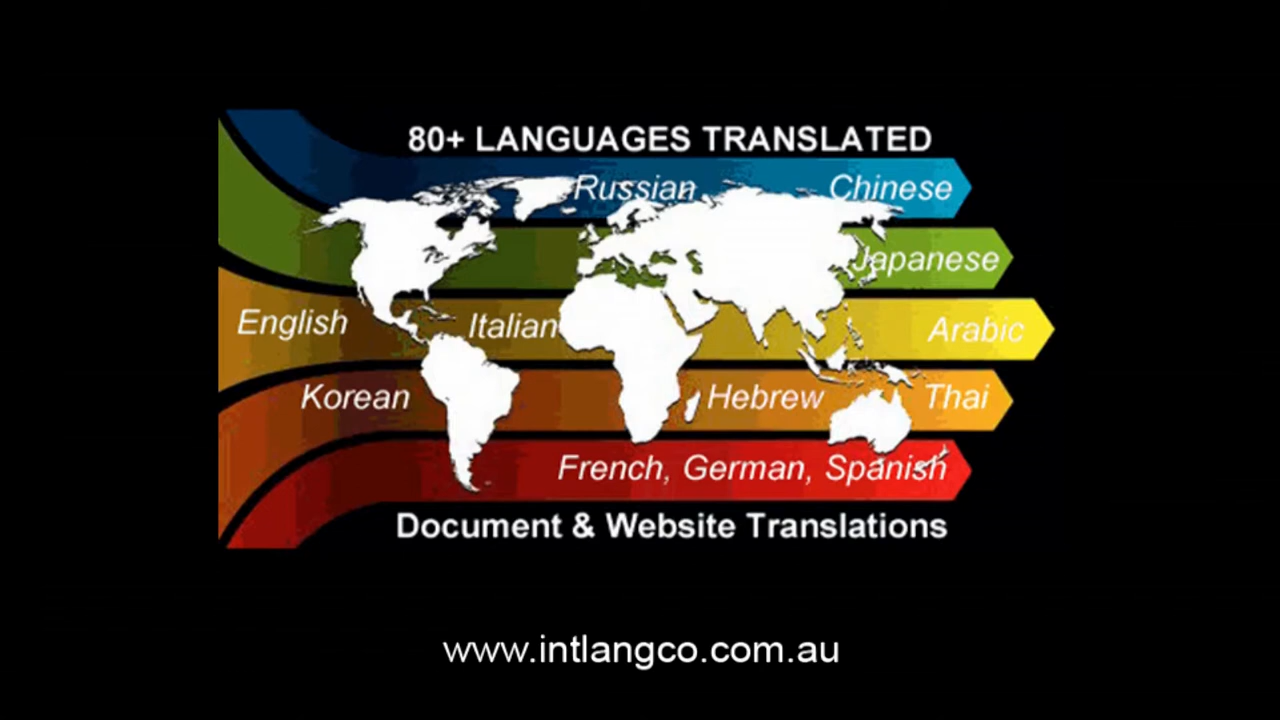 80+ LANGUAGES TRANSLATED
Russian Chinese
Japanese
English Italian Arabic
Korean Hebrew Thai
French, German, Spanish
Document & Website Translations
www.intlangco.com.au